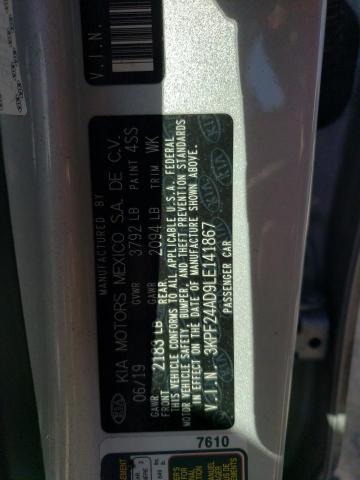 MANUFACTURED BY
KIA MOTORS MEXICO S.A. DE C.V.
06/19 GVWR 3792 LB PAINT 4SS
GAWR 2183 LB GAWR REAR 2094 LB TRIM WK
THIS VEHICLE CONFORMS TO ALL APPLICABLE U.S.A. FEDERAL
MOTOR VEHICLE SAFETY, BUMPER, AND THEFT PREVENTION STANDARDS
IN EFFECT ON THE DATE OF MANUFACTURE SHOWN ABOVE.
V.I.N. 3KPF24AD9LE141867
PASSENGER CAR
V.I.N.
KIA
7610